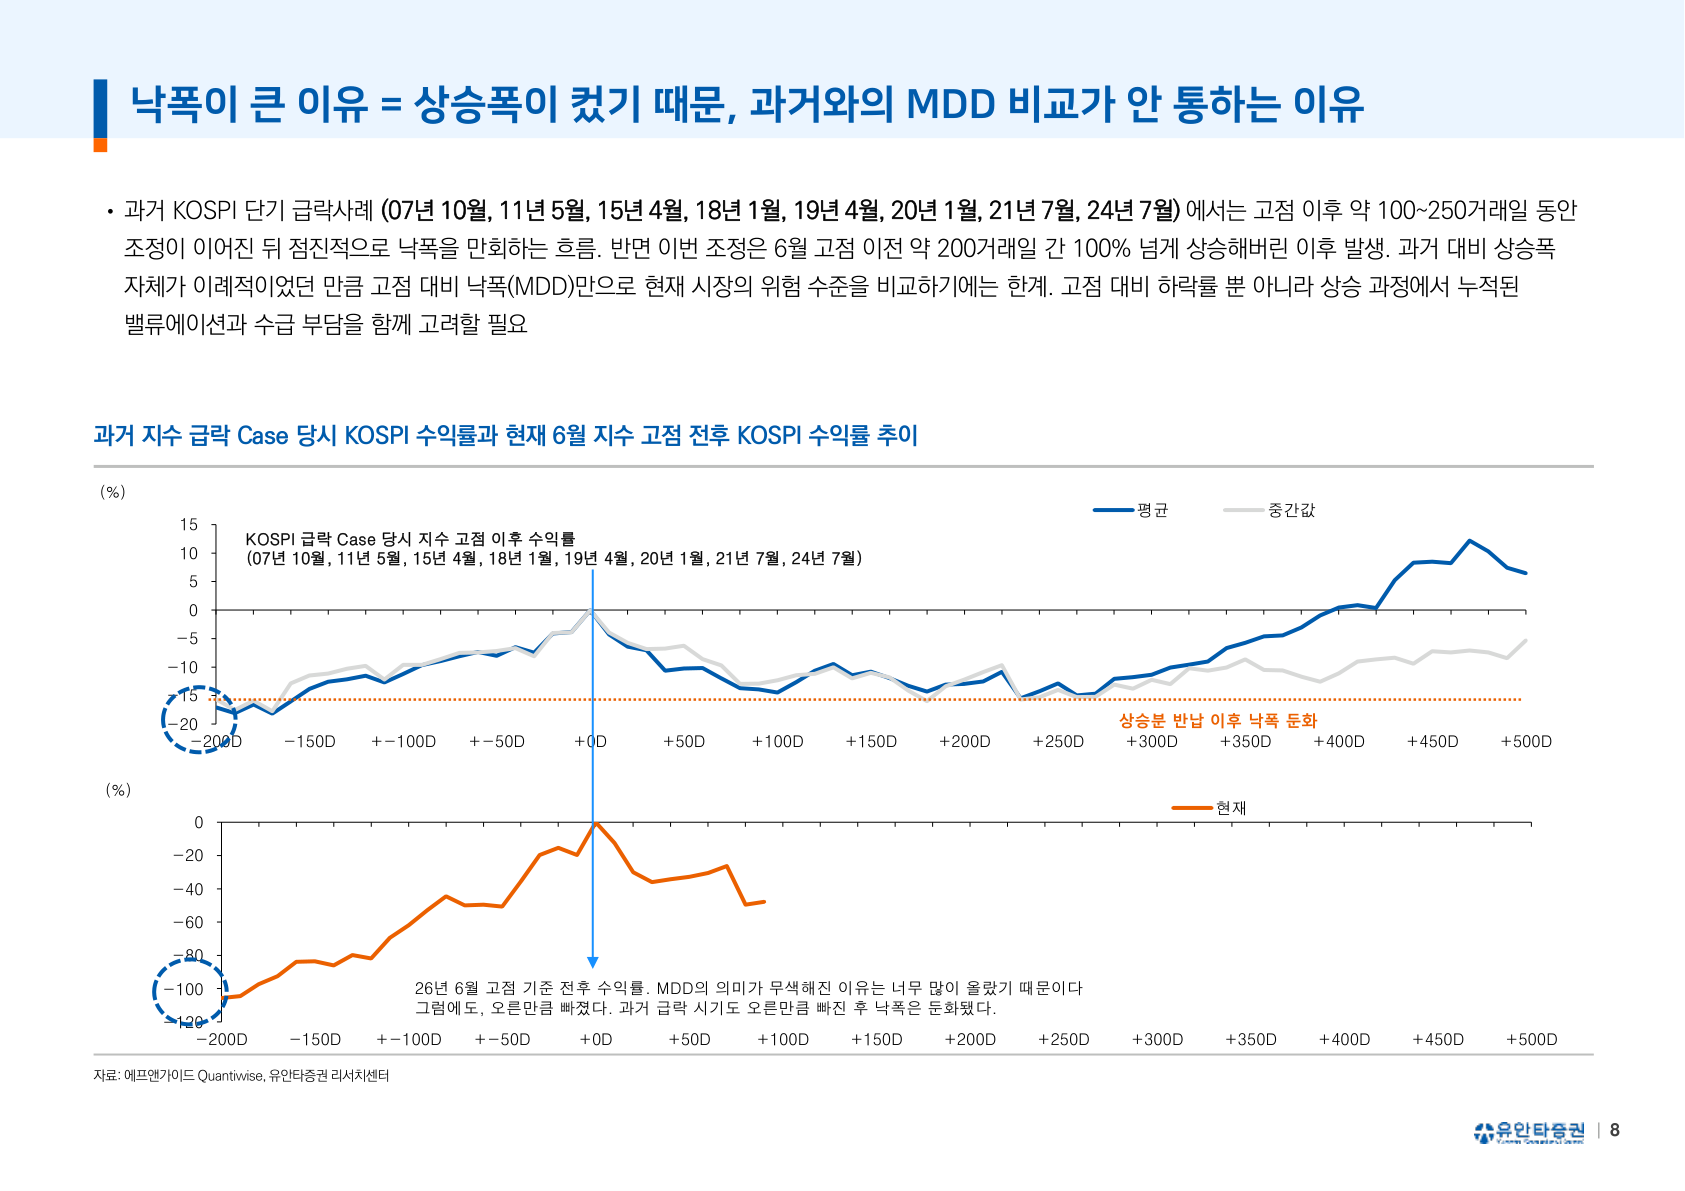 낙폭이 큰 이유 = 상승폭이 컸기 때문, 과거와의 MDD 비교가 안 통하는 이유
• 과거 KOSPI 단기 급락사례 (07년 10월, 11년 5월, 15년 4월, 18년 1월, 19년 4월, 20년 1월, 21년 7월, 24년 7월) 에서는 고점 이후 약 100~250거래일 동안
조정이 이어진 뒤 점진적으로 낙폭을 만회하는 흐름. 반면 이번 조정은 6월 고점 이전 약 200거래일 간 100% 넘게 상승해버린 이후 발생. 과거 대비 상승폭
자체가 이례적이었던 만큼 고점 대비 낙폭(MDD)만으로 현재 시장의 위험 수준을 비교하기에는 한계. 고점 대비 하락률 뿐 아니라 상승 과정에서 누적된
밸류에이션과 수급 부담을 함께 고려할 필요
과거 지수 급락 Case 당시 KOSPI 수익률과 현재 6월 지수 고점 전후 KOSPI 수익률 추이
(%)
평균 중간값
KOSPI 급락 Case 당시 지수 고점 이후 수익률
(07년 10월, 11년 5월, 15년 4월, 18년 1월, 19년 4월, 20년 1월, 21년 7월, 24년 7월)
15
10
5
0
-5
-10
-15
-20
상승분 반납 이후 낙폭 둔화
-200D -150D +-100D +-50D +0D +50D +100D +150D +200D +250D +300D +350D +400D +450D +500D
(%)
현재
0
-20
-40
-60
-80
-100
-120
26년 6월 고점 기준 전후 수익률. MDD의 의미가 무색해진 이유는 너무 많이 올랐기 때문이다
그럼에도, 오른만큼 빠졌다. 과거 급락 시기도 오른만큼 빠진 후 낙폭은 둔화됐다.
-200D -150D +-100D +-50D +0D +50D +100D +150D +200D +250D +300D +350D +400D +450D +500D
자료: 에프앤가이드 Quantiwise, 유안타증권 리서치센터
유안타증권 | 8